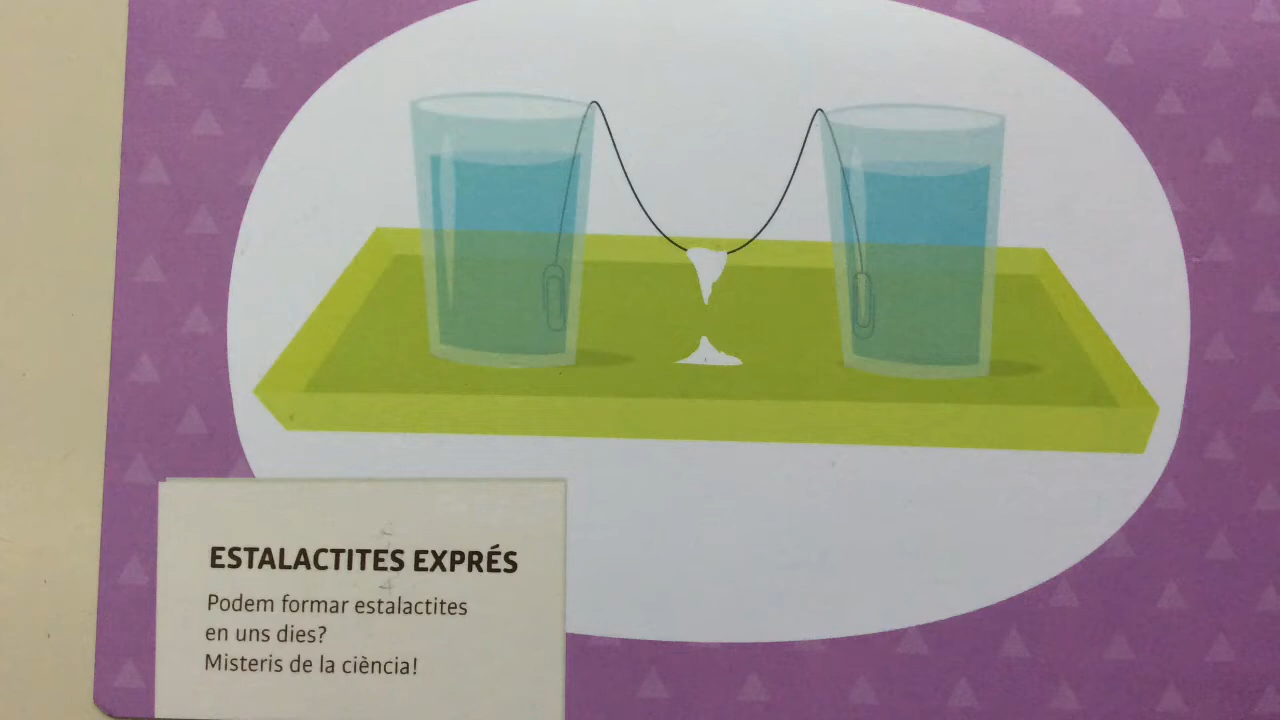 ESTALACTITES EXPRÉS
Podem formar estalactites
en uns dies?
Misteris de la ciència!